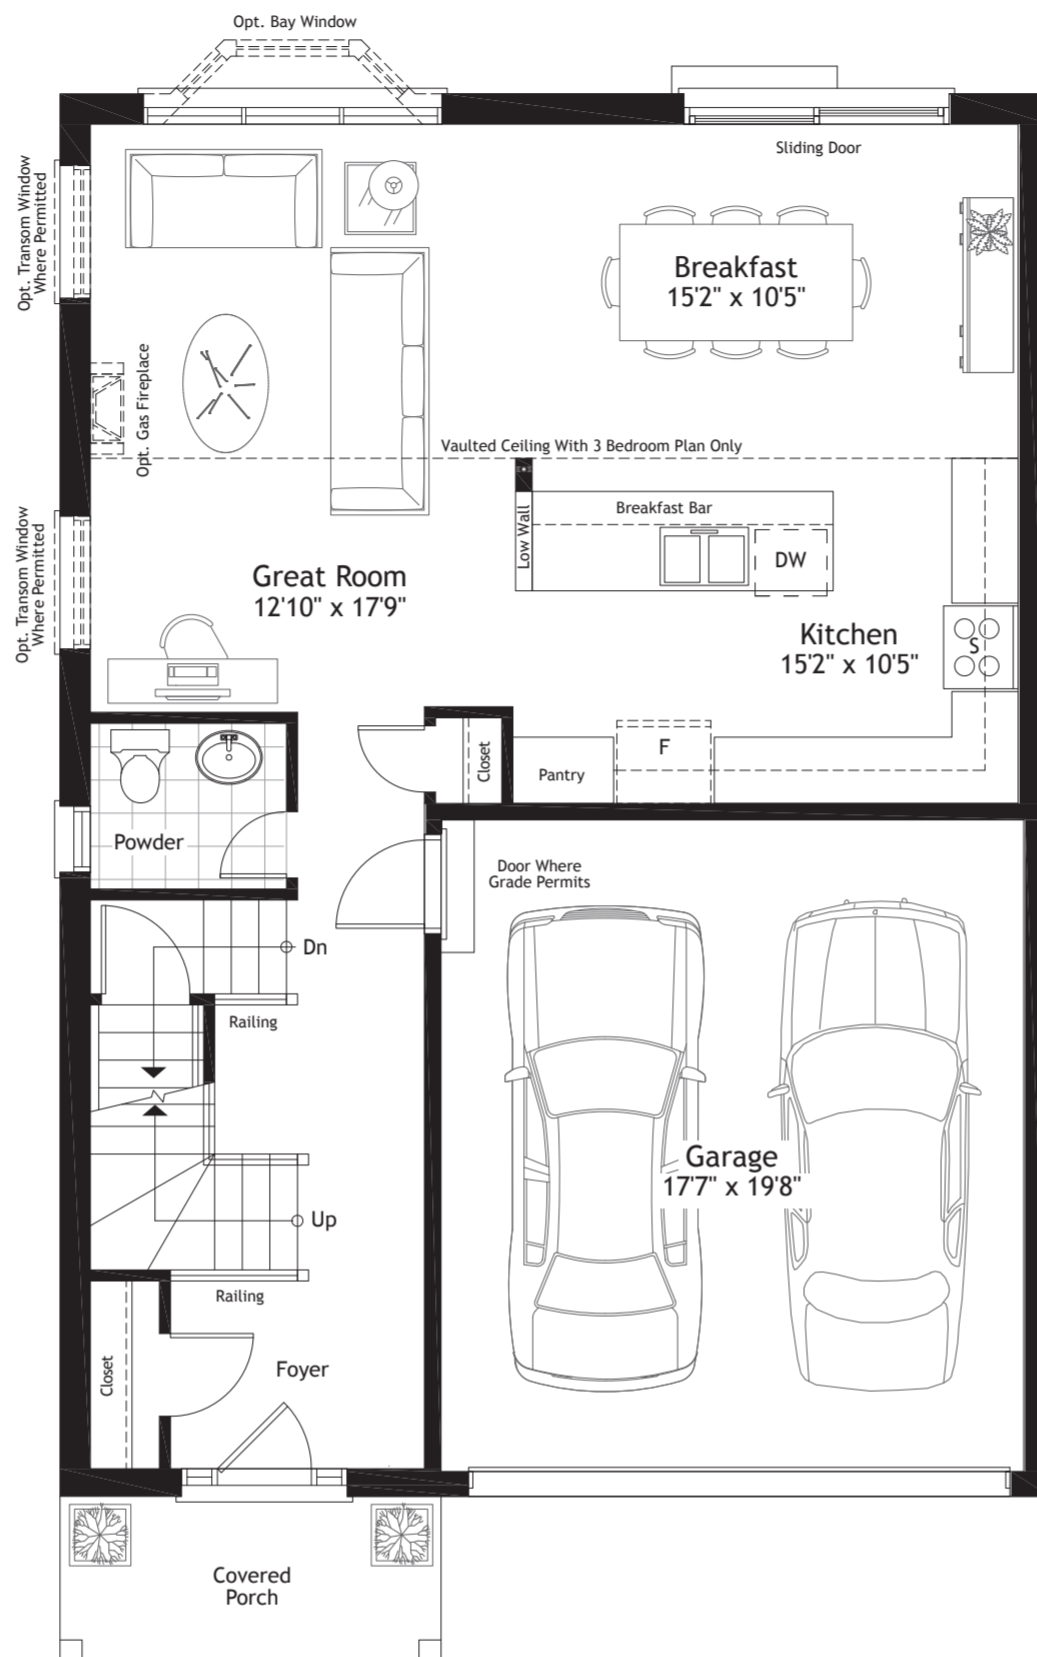 Opt. Bay Window
Sliding Door
Opt. Transom Window
Where Permitted
Breakfast
15'2" x 10'5"
Opt. Gas Fireplace
Vaulted Ceiling With 3 Bedroom Plan Only
Breakfast Bar
Low Wall
DW
Opt. Transom Window
Where Permitted
Great Room
12'10" x 17'9"
Kitchen
15'2" x 10'5"
S
Closet
Pantry
F
Powder
Door Where
Grade Permits
Dn
Railing
Garage
17'7" x 19'8"
Up
Railing
Closet
Foyer
Covered
Porch